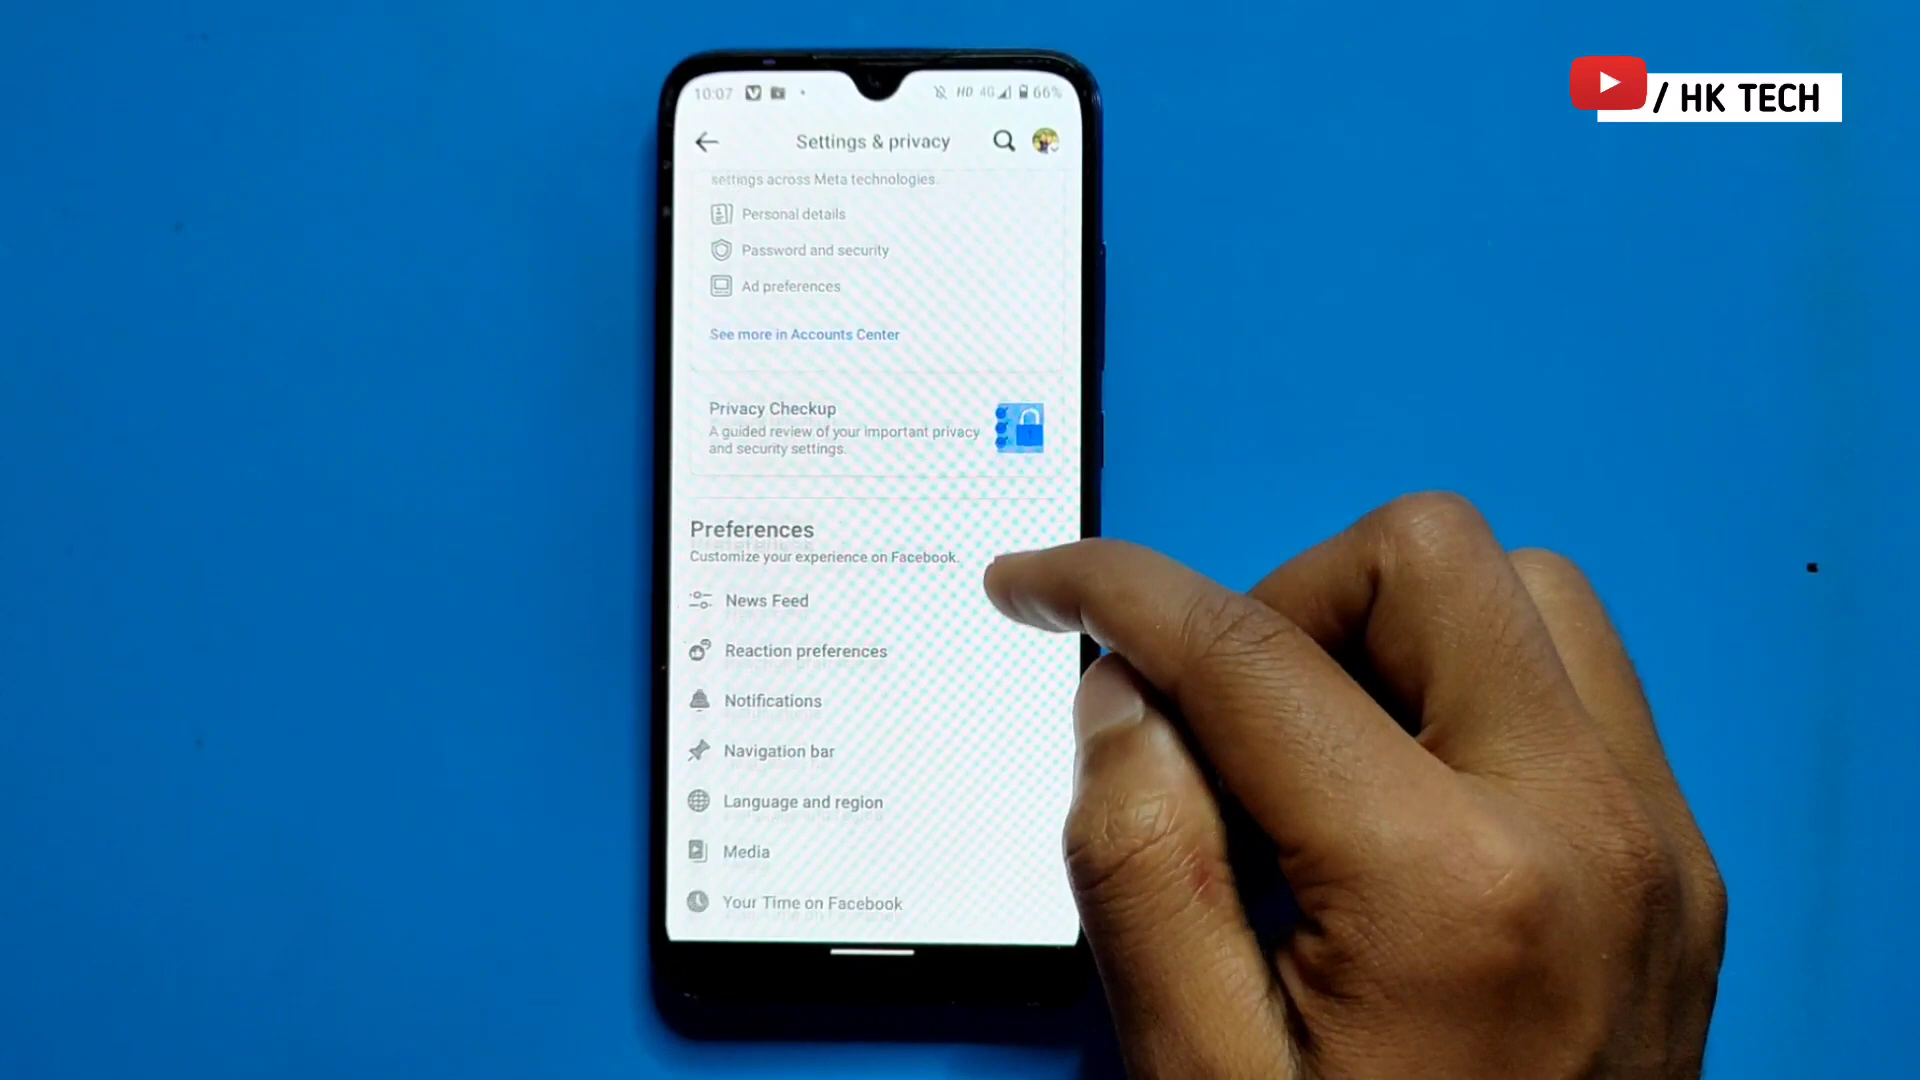 / HK TECH
10:07 HD 4G 66%
Settings & privacy
settings across Meta technologies.
Personal details
Password and security
Ad preferences
See more in Accounts Center
Privacy Checkup
A guided review of your important privacy
and security settings.
Preferences
Customize your experience on Facebook.
News Feed
Reaction preferences
Notifications
Navigation bar
Language and region
Media
Your Time on Facebook